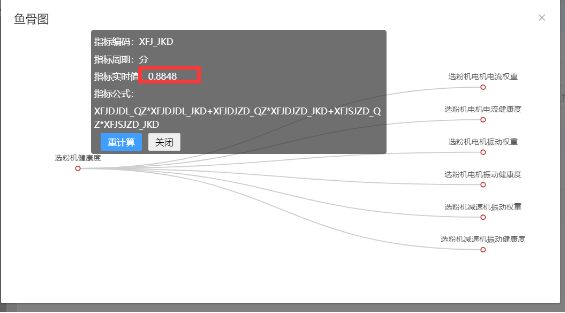 鱼骨图
指标编码：XFJ_JKD
指标周期：分
指标实时值：0.8848
指标公式：
XFJDJDL_QZ*XFJDJDL_JKD+XFJDJZD_QZ*XFJDJZD_JKD+XFJSJZD_Q
Z*XFJSJZD_JKD
重计算 关闭
选粉机健康度
选粉机电机电流权重
选粉机电机电流健康度
选粉机电机振动权重
选粉机电机振动健康度
选粉机减速机振动权重
选粉机减速机振动健康度